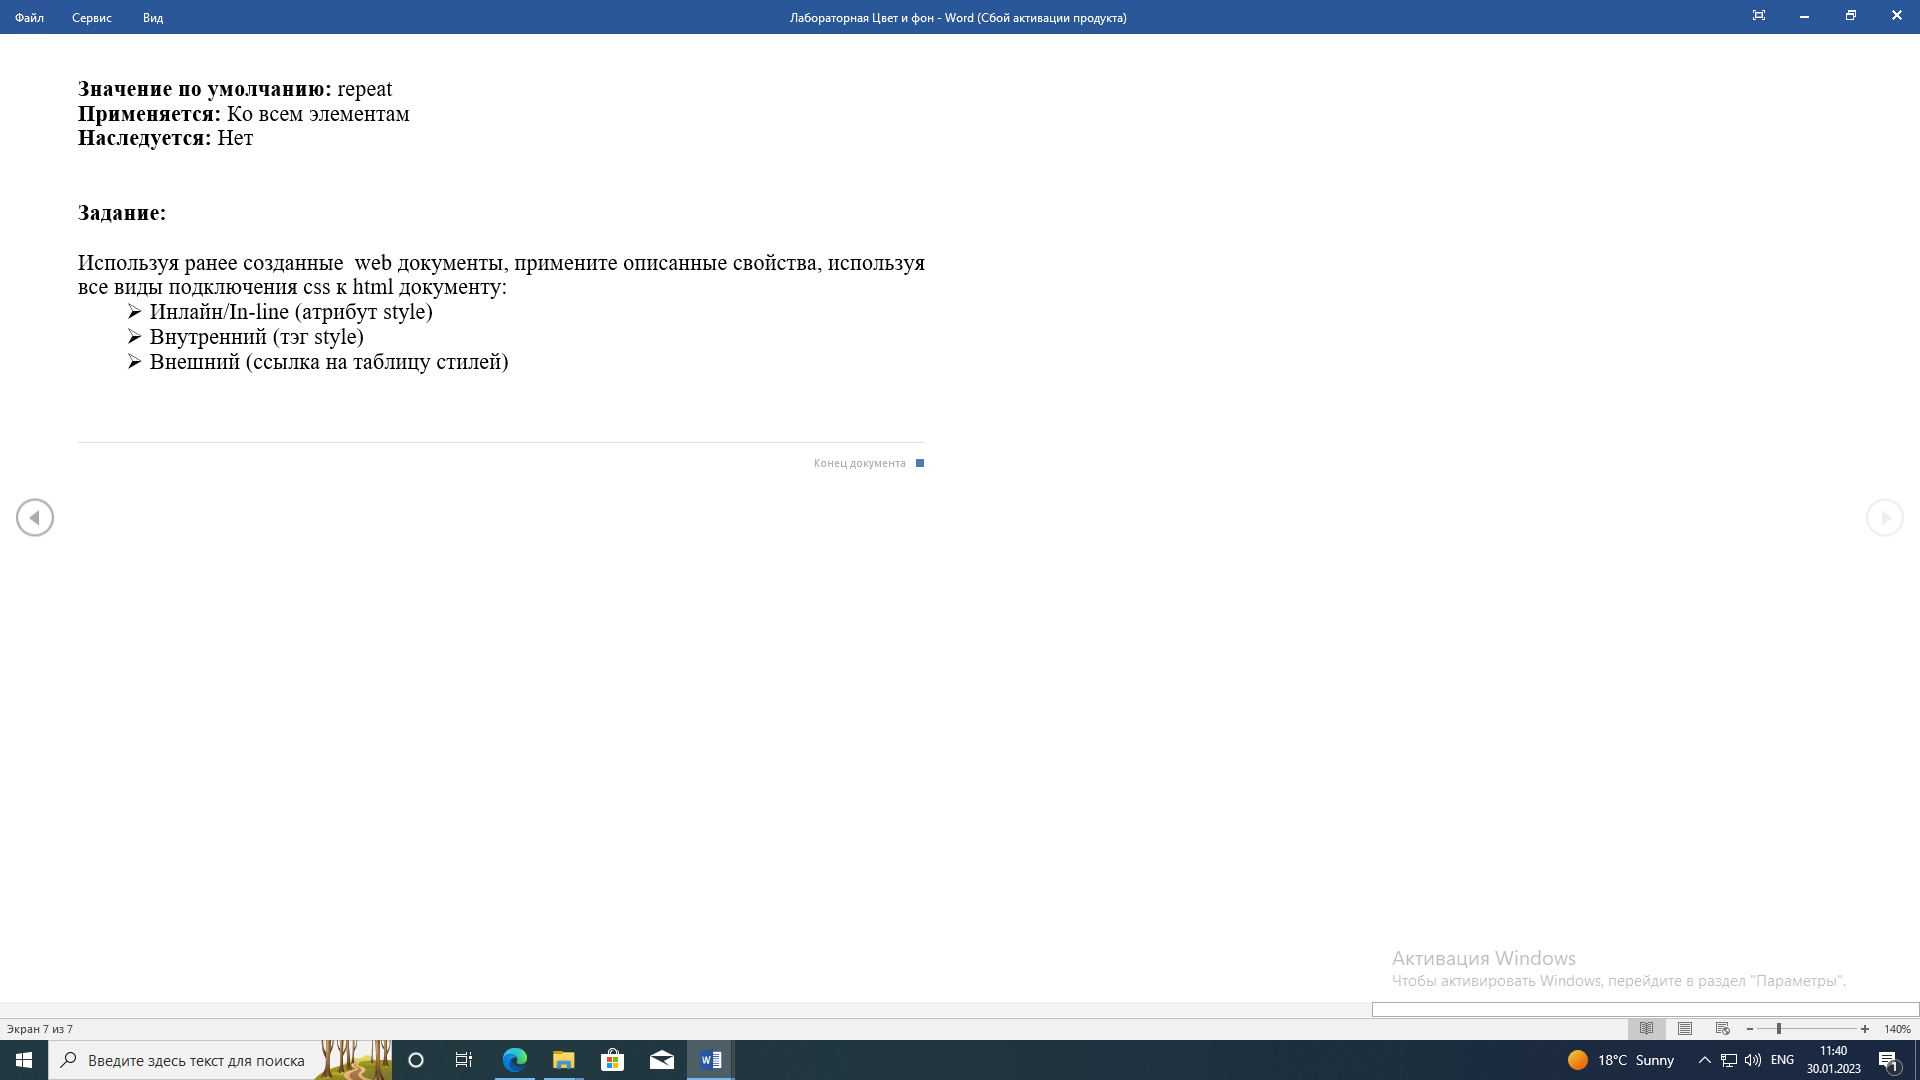 Файл Сервис Вид Лабораторная Цвет и фон - Word (Сбой активации продукта)
Значение по умолчанию: repeat
Применяется: Ко всем элементам
Наследуется: Нет
Задание:
Используя ранее созданные web документы, примените описанные свойства, используя
все виды подключения css к html документу:
➢ Инлайн/In-line (атрибут style)
➢ Внутренний (тэг style)
➢ Внешний (ссылка на таблицу стилей)
Конец документа
Активация Windows
Чтобы активировать Windows, перейдите в раздел "Параметры".
Экран 7 из 7 140%
Введите здесь текст для поиска 18°C Sunny ENG 11:40
30.01.2023 1